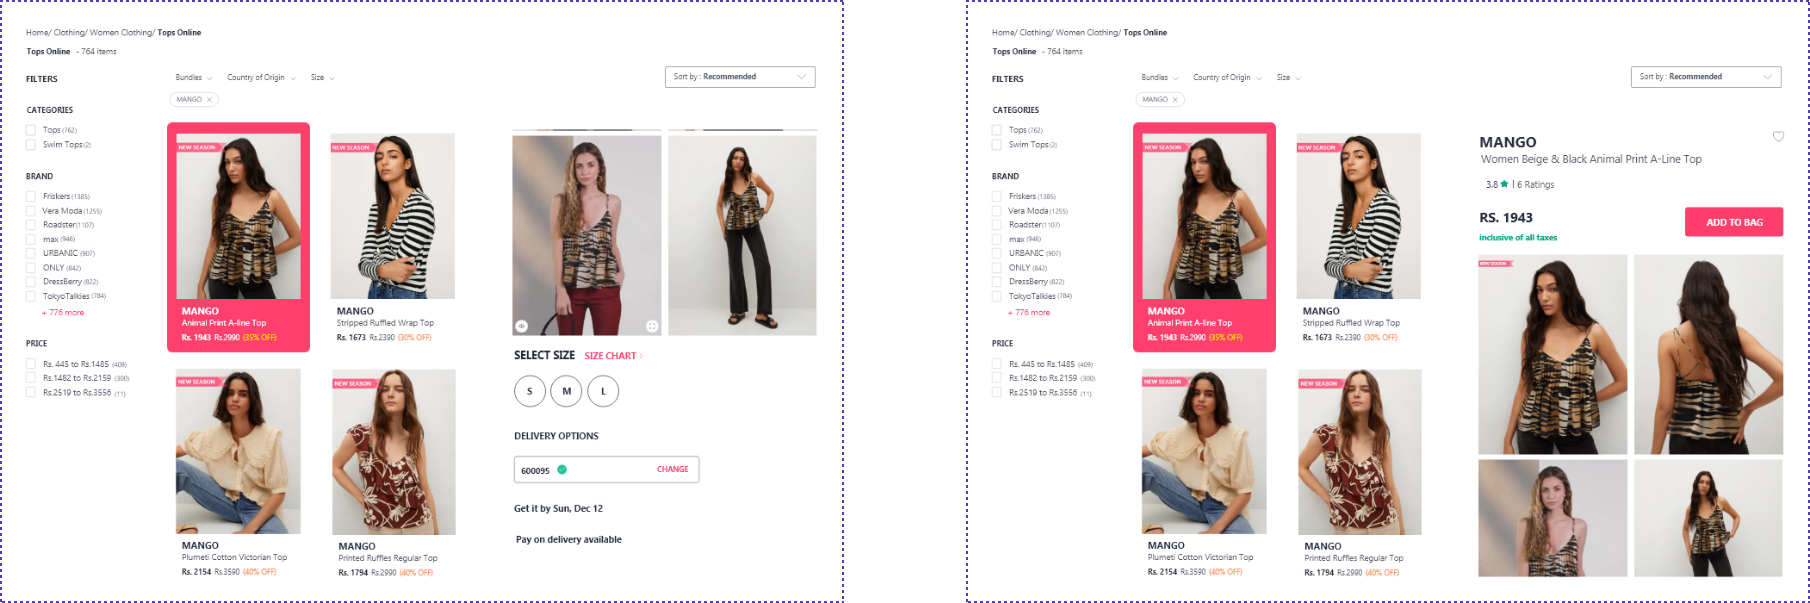 Home/ Clothing/ Women Clothing/ Tops Online
Tops Online - 764 items
FILTERS
Bundles
Country of Origin
Size
Sort by : Recommended
MANGO
CATEGORIES
Tops (762)
Swim Tops (2)
BRAND
Friskers (1385)
Vera Moda (1255)
Roadster (1107)
max (946)
URBANIC (907)
ONLY (842)
DressBerry (822)
TokyoTalkies (784)
+ 776 more
PRICE
Rs. 445 to Rs.1485 (409)
Rs.1482 to Rs.2159 (300)
Rs.2519 to Rs.3556 (11)
NEW SEASON
MANGO
Animal Print A-line Top
Rs. 1943 Rs.2990 (35% OFF)
NEW SEASON
MANGO
Stripped Ruffled Wrap Top
Rs. 1673 Rs.2390 (30% OFF)
NEW SEASON
MANGO
Plumeti Cotton Victorian Top
Rs. 2154 Rs.3590 (40% OFF)
NEW SEASON
MANGO
Printed Ruffles Regular Top
Rs. 1794 Rs.2990 (40% OFF)
SELECT SIZE SIZE CHART
S M L
DELIVERY OPTIONS
600095 CHANGE
Get it by Sun, Dec 12
Pay on delivery available
Home/ Clothing/ Women Clothing/ Tops Online
Tops Online - 764 items
FILTERS
Bundles
Country of Origin
Size
Sort by : Recommended
MANGO
CATEGORIES
Tops (762)
Swim Tops (2)
BRAND
Friskers (1385)
Vera Moda (1255)
Roadster (1107)
max (946)
URBANIC (907)
ONLY (842)
DressBerry (822)
TokyoTalkies (784)
+ 776 more
PRICE
Rs. 445 to Rs.1485 (409)
Rs.1482 to Rs.2159 (300)
Rs.2519 to Rs.3556 (11)
NEW SEASON
MANGO
Animal Print A-line Top
Rs. 1943 Rs.2990 (35% OFF)
NEW SEASON
MANGO
Stripped Ruffled Wrap Top
Rs. 1673 Rs.2390 (30% OFF)
NEW SEASON
MANGO
Plumeti Cotton Victorian Top
Rs. 2154 Rs.3590 (40% OFF)
NEW SEASON
MANGO
Printed Ruffles Regular Top
Rs. 1794 Rs.2990 (40% OFF)
MANGO
Women Beige & Black Animal Print A-Line Top
3.8 | 6 Ratings
RS. 1943
ADD TO BAG
inclusive of all taxes
NEW SEASON